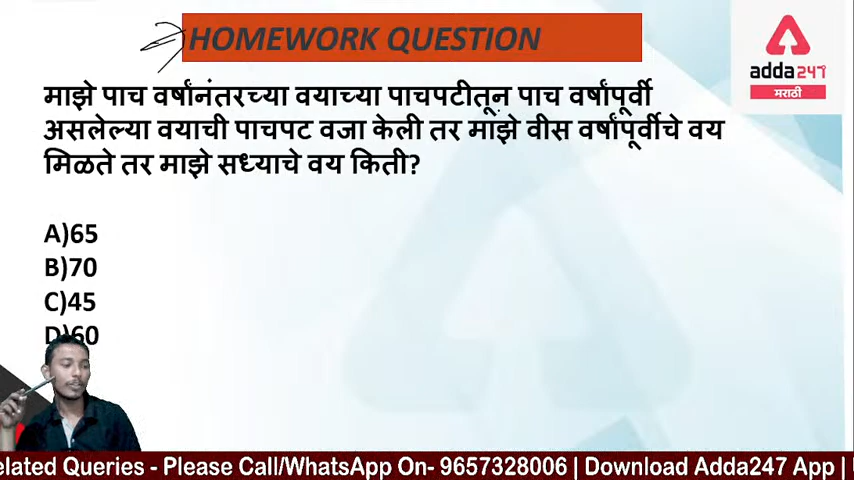 HOMEWORK QUESTION
adda247
मराठी
माझे पाच वर्षांनंतरच्या वयाच्या पाचपटीतून पाच वर्षांपूर्वी
असलेल्या वयाची पाचपट वजा केली तर माझे वीस वर्षांपूर्वीचे वय
मिळते तर माझे सध्याचे वय किती?
A)65
B)70
C)45
D)60
elated Queries - Please Call/WhatsApp On- 9657328006 | Download Adda247 App |